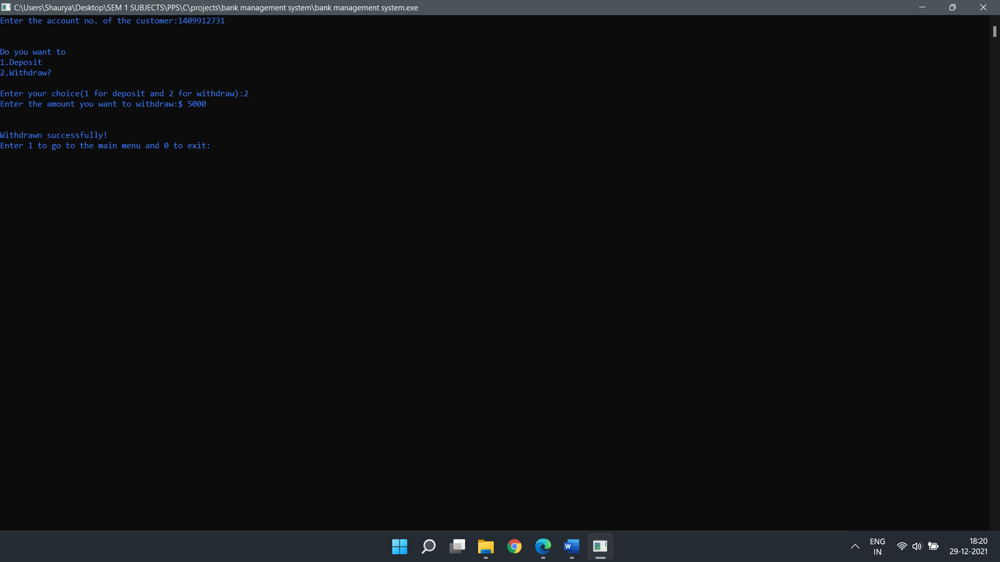 C:\Users\Shaurya\Desktop\SEM 1 SUBJECTS\PPS\C\projects\bank management system\bank management system.exe
Enter the account no. of the customer:1409912731
Do you want to
1.Deposit
2.Withdraw?
Enter your choice(1 for deposit and 2 for withdraw):2
Enter the amount you want to withdraw:$ 5000
Withdrawn successfully!
Enter 1 to go to the main menu and 0 to exit:
W
ENG
IN
18:20
29-12-2021